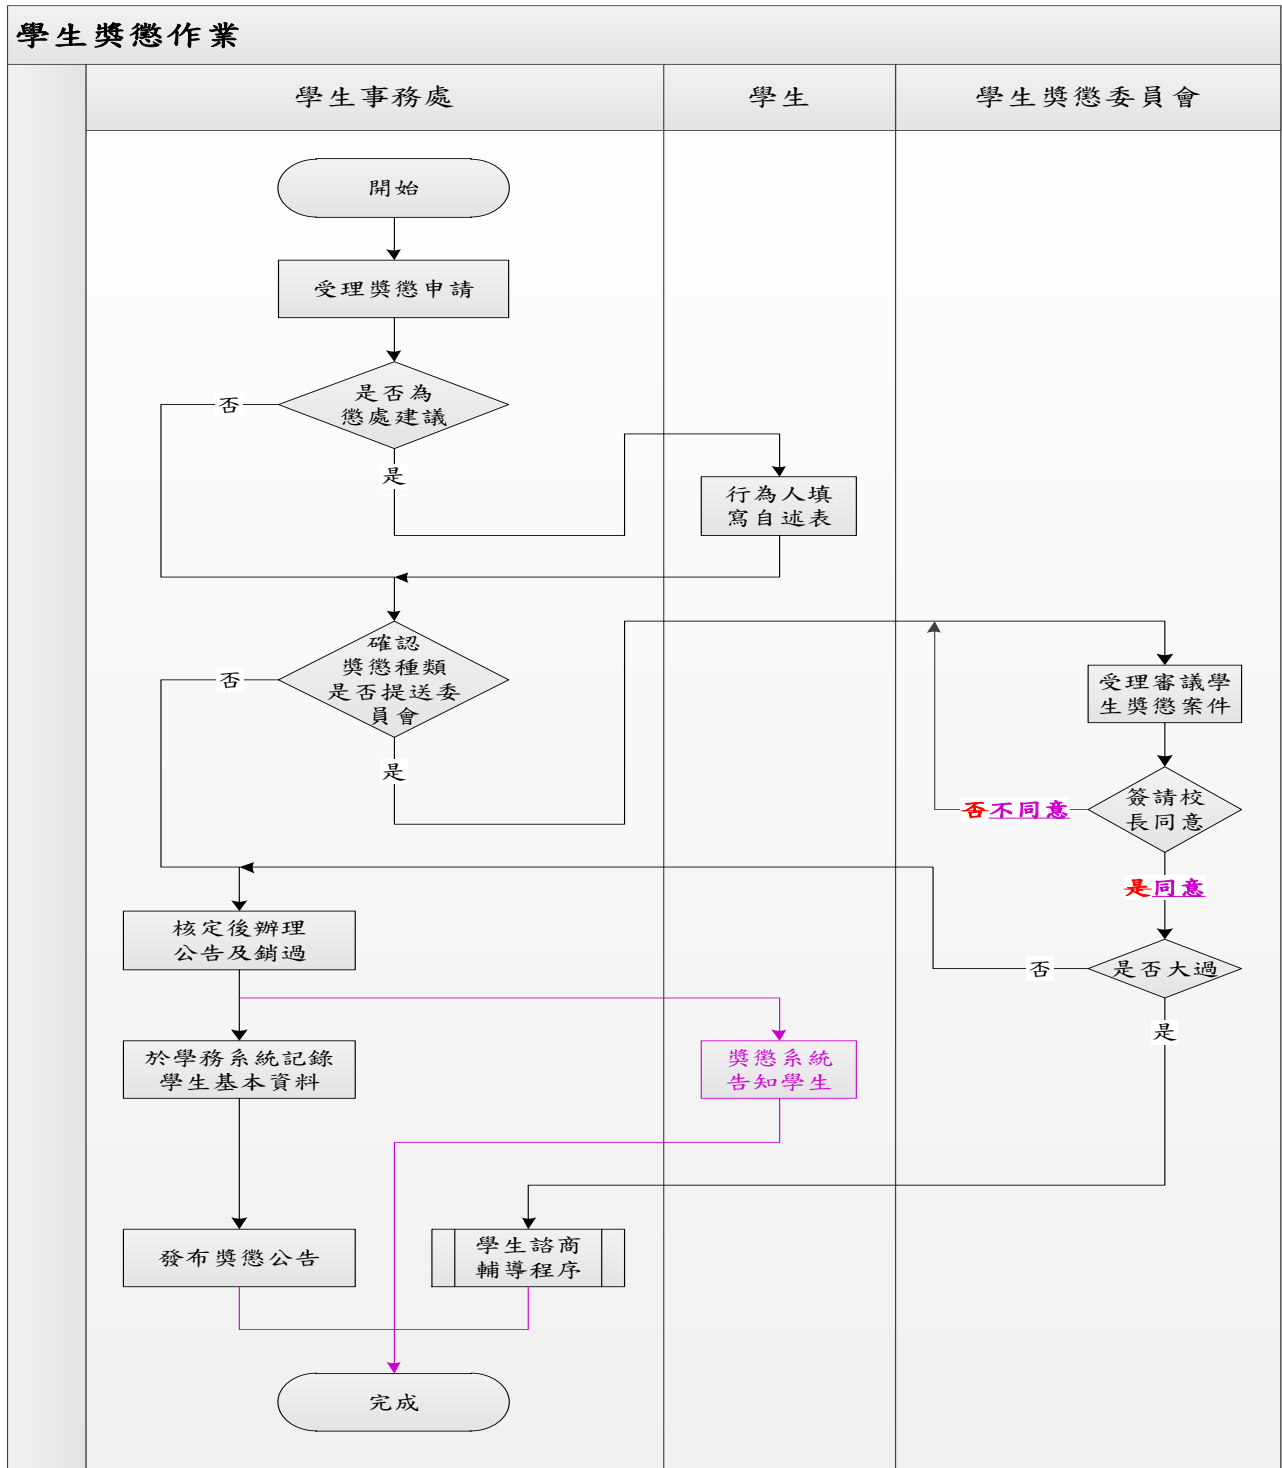 學生獎懲作業
學生事務處
學生
學生獎懲委員會
開始
受理獎懲申請
是否為
懲處建議
否
是
行為人填
寫自述表
確認
獎懲種類
是否提送委
員會
否
是
受理審議學
生獎懲案件
簽請校
長同意
否不同意
是同意
是否大過
否
是
核定後辦理
公告及銷過
於學務系統記錄
學生基本資料
獎懲系統
告知學生
發布獎懲公告
學生諮商
輔導程序
完成